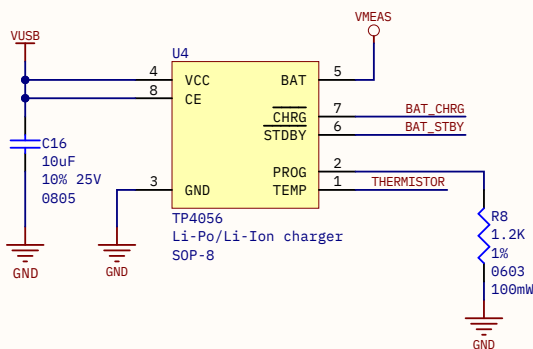 VMEAS
VUSB
U4
4
VCC
BAT
5
8
CE
CHRG
7
BAT_CHRG
STDBY
6
BAT_STBY
C16
10uF
10% 25V
0805
PROG
2
3
GND
TEMP
1
THERMISTOR
TP4056
Li-Po/Li-Ion charger
SOP-8
R8
1.2K
1%
0603
100mW
GND
GND
GND